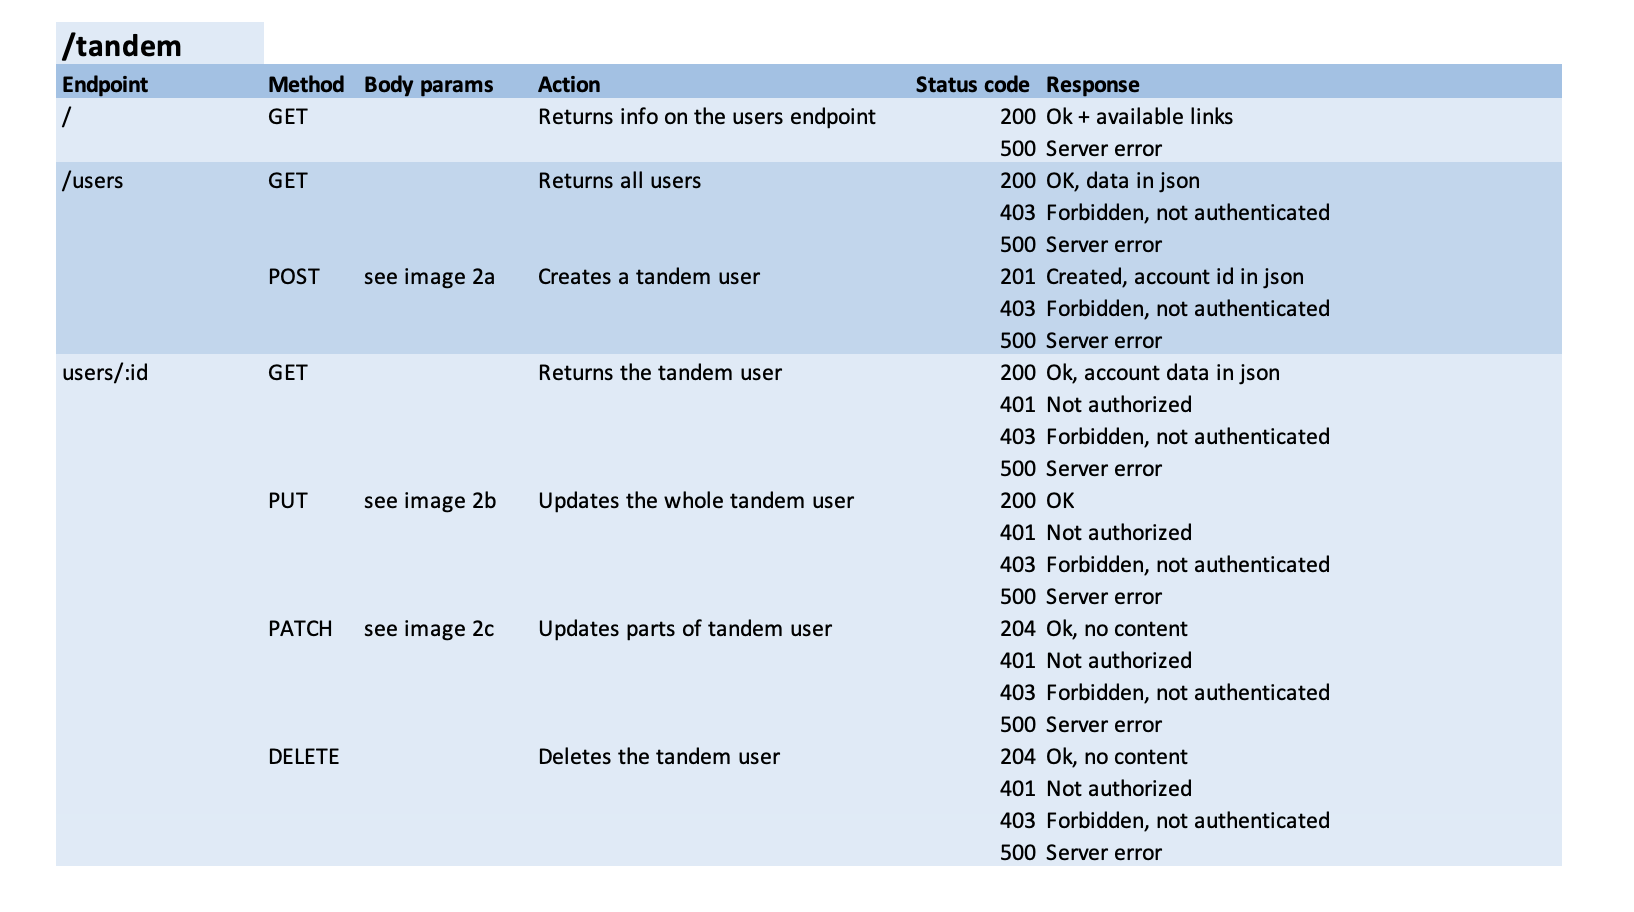 /tandem
Endpoint Method Body params Action Status code Response
/ GET Returns info on the users endpoint 200 Ok + available links
500 Server error
/users GET Returns all users 200 OK, data in json
403 Forbidden, not authenticated
500 Server error
POST see image 2a Creates a tandem user 201 Created, account id in json
403 Forbidden, not authenticated
500 Server error
users/:id GET Returns the tandem user 200 Ok, account data in json
401 Not authorized
403 Forbidden, not authenticated
500 Server error
PUT see image 2b Updates the whole tandem user 200 OK
401 Not authorized
403 Forbidden, not authenticated
500 Server error
PATCH see image 2c Updates parts of tandem user 204 Ok, no content
401 Not authorized
403 Forbidden, not authenticated
500 Server error
DELETE Deletes the tandem user 204 Ok, no content
401 Not authorized
403 Forbidden, not authenticated
500 Server error